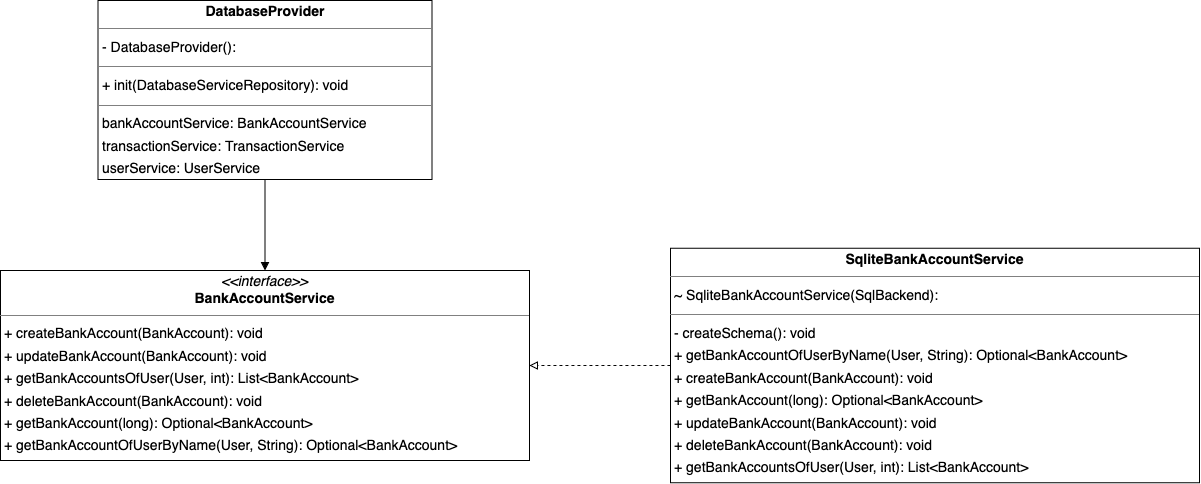 DatabaseProvider
- DatabaseProvider():
+ init(DatabaseServiceRepository): void
bankAccountService: BankAccountService
transactionService: TransactionService
userService: UserService
<<interface>>
BankAccountService
+ createBankAccount(BankAccount): void
+ updateBankAccount(BankAccount): void
+ getBankAccountsOfUser(User, int): List<BankAccount>
+ deleteBankAccount(BankAccount): void
+ getBankAccount(long): Optional<BankAccount>
+ getBankAccountOfUserByName(User, String): Optional<BankAccount>
SqliteBankAccountService
~ SqliteBankAccountService(SqlBackend):
- createSchema(): void
+ getBankAccountOfUserByName(User, String): Optional<BankAccount>
+ createBankAccount(BankAccount): void
+ getBankAccount(long): Optional<BankAccount>
+ updateBankAccount(BankAccount): void
+ deleteBankAccount(BankAccount): void
+ getBankAccountsOfUser(User, int): List<BankAccount>